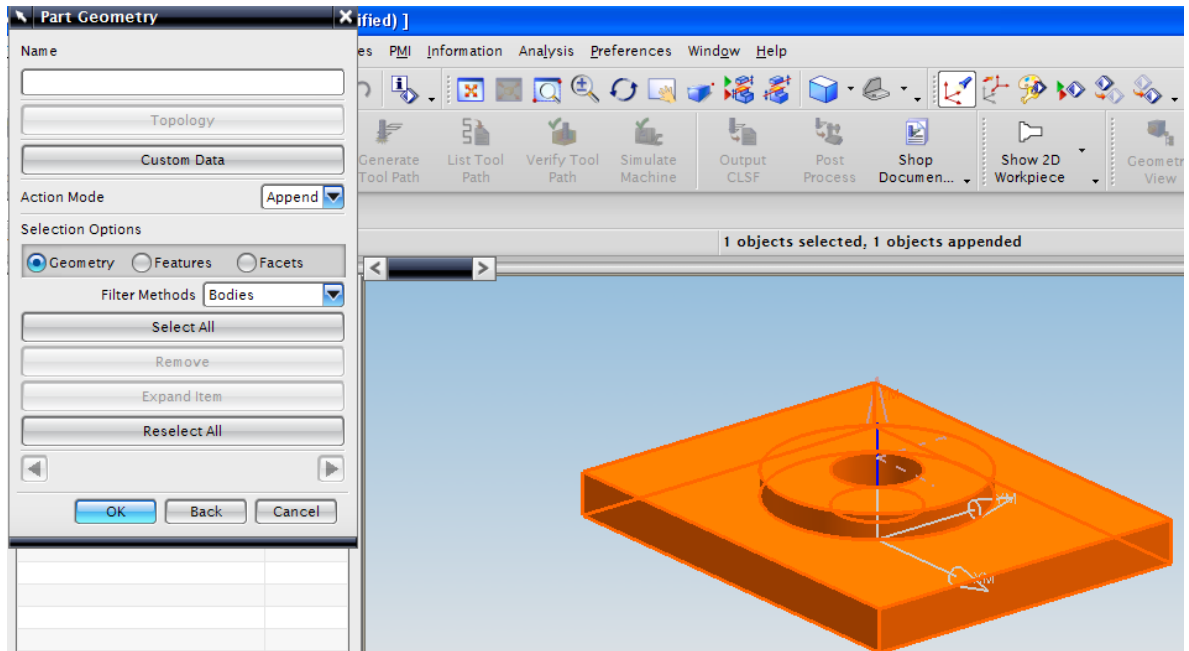 Part Geometry
ified) ]
Name
es PMI Information Analysis Preferences Window Help
Topology
Custom Data
Generate Tool Path
List Tool Path
Verify Tool Path
Simulate Machine
Output CLSF
Post Process
Shop Documen...
Show 2D Workpiece
Geometr View
Action Mode
Append
Selection Options
1 objects selected, 1 objects appended
Geometry Features Facets
Filter Methods Bodies
Select All
Remove
Expand Item
Reselect All
OK Back Cancel